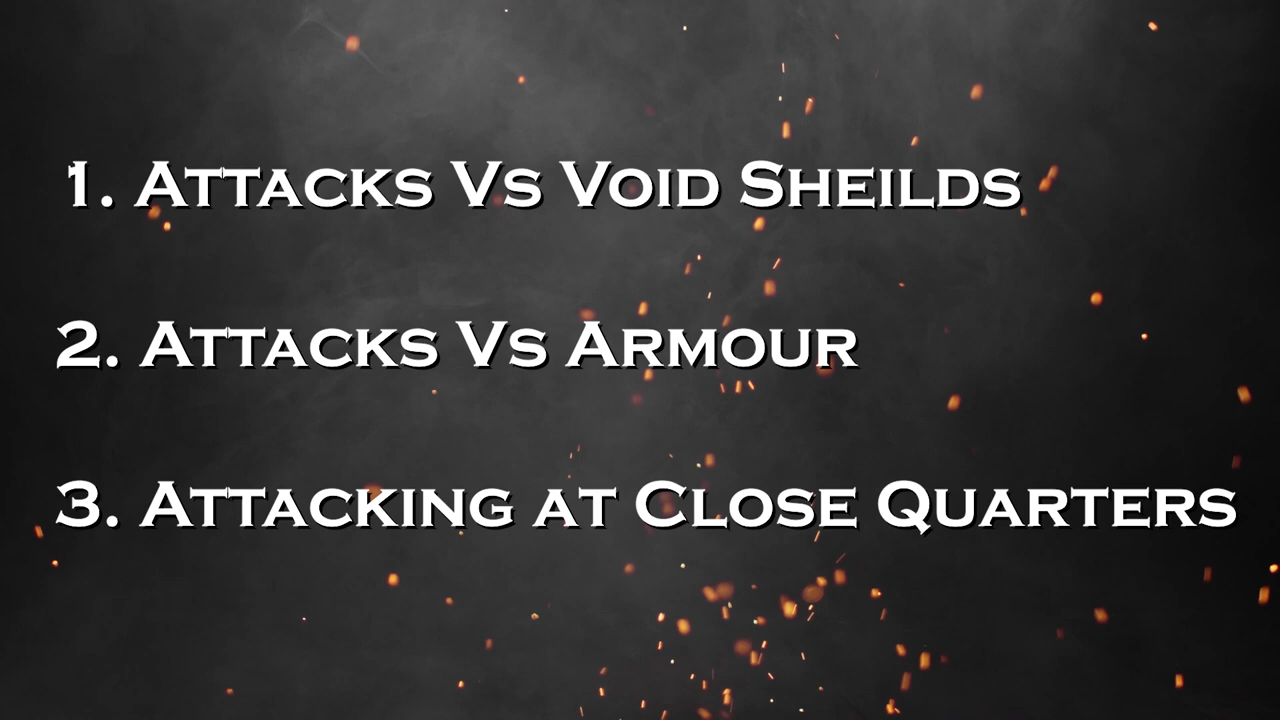 1. Attacks Vs Void Sheilds
2. Attacks Vs Armour
3. Attacking at Close Quarters